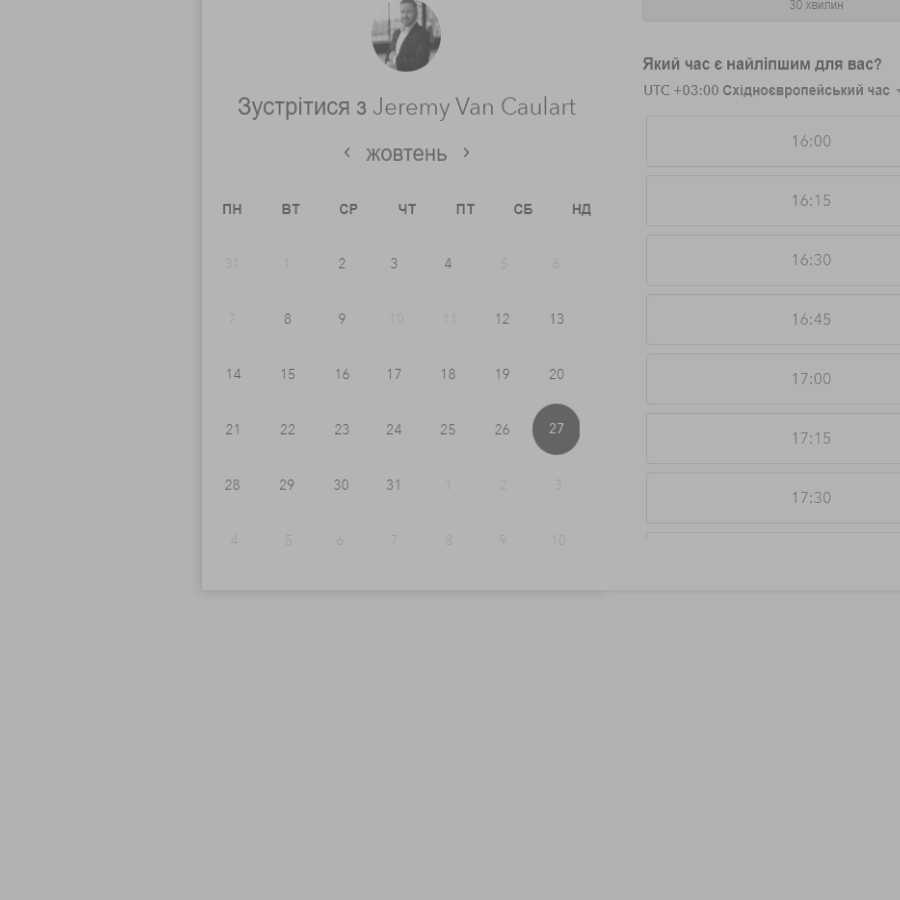 Зустрітися з Jeremy Van Caulart
‹ жовтень ›
ПН ВТ СР ЧТ ПТ СБ НД
31 1 2 3 4 5 6
7 8 9 10 11 12 13
14 15 16 17 18 19 20
21 22 23 24 25 26 27
28 29 30 31 1 2 3
4 5 6 7 8 9 10
30 хвилин
Який час є найліпшим для вас?
UTC +03:00 Східноєвропейський час
16:00
16:15
16:30
16:45
17:00
17:15
17:30